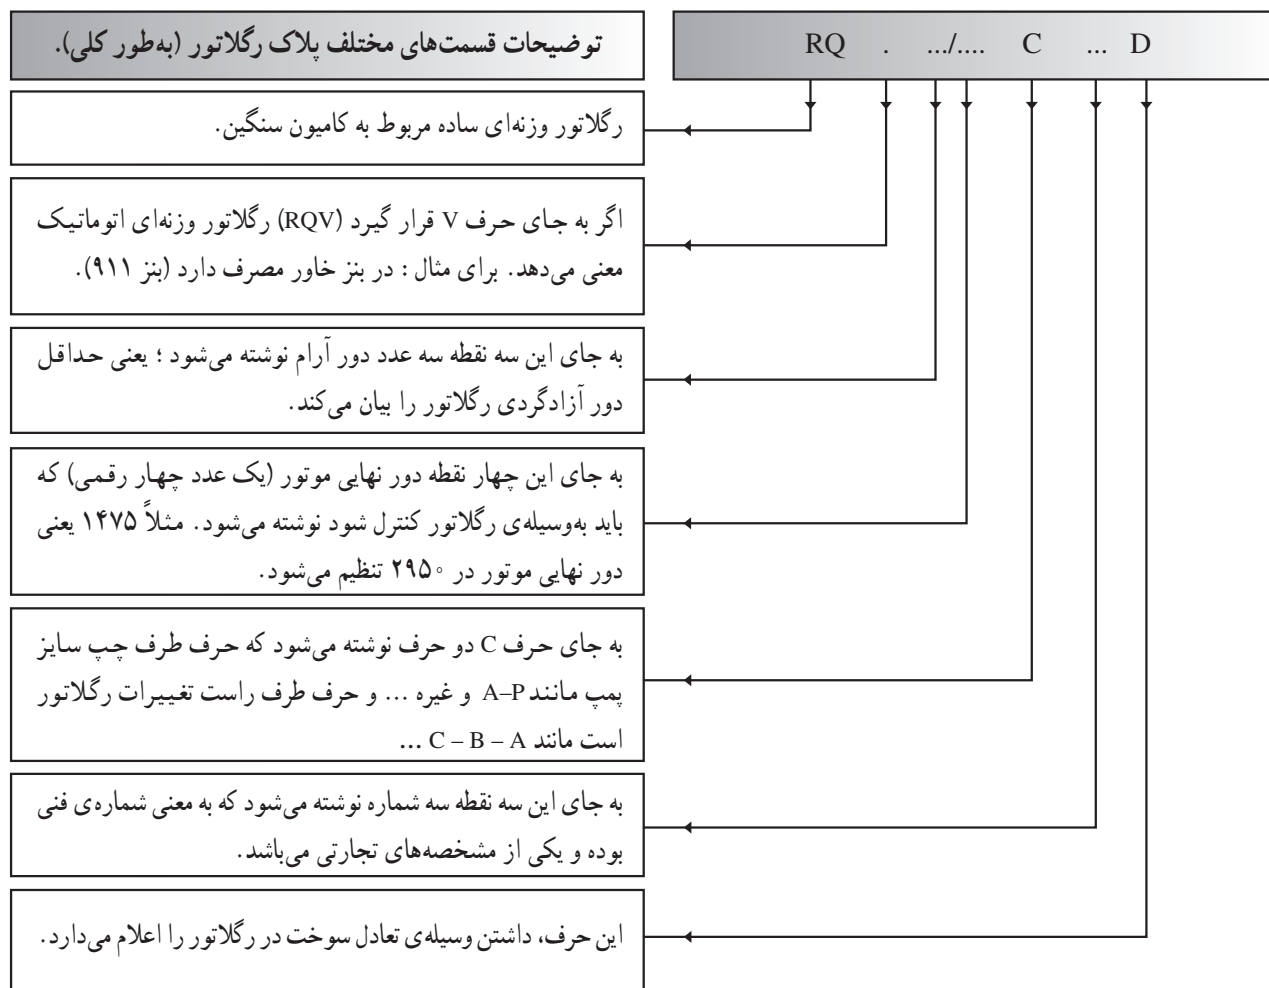 توضیحات قسمت‌های مختلف پلاک رگلاتور (به‌طور کلی).
RQ . .../.... C ... D
رگلاتور وزنه‌ای ساده مربوط به کامیون سنگین.
اگر به جای حرف V قرار گیرد (RQV) رگلاتور وزنه‌ای اتوماتیک
معنی می‌دهد. برای مثال : در بنز خاور مصرف دارد (بنز ۹۱۱).
به جای این سه نقطه سه عدد دور آرام نوشته می‌شود ؛ یعنی حداقل
دور آزادگردی رگلاتور را بیان می‌کند.
به جای این چهار نقطه دور نهایی موتور (یک عدد چهار رقمی) که
باید به‌وسیله‌ی رگلاتور کنترل شود نوشته می‌شود. مثلاً ۱۴۷۵ یعنی
دور نهایی موتور در ۲۹۵۰ تنظیم می‌شود.
به جای حرف C دو حرف نوشته می‌شود که حرف طرف چپ سایز
پمپ مانند A–P و غیره ... و حرف طرف راست تغییرات رگلاتور
است مانند C – B – A ...
به جای این سه نقطه سه شماره نوشته می‌شود که به معنی شماره‌ی فنی
بوده و یکی از مشخصه‌های تجارتی می‌باشد.
این حرف، داشتن وسیله‌ی تعادل سوخت در رگلاتور را اعلام می‌دارد.